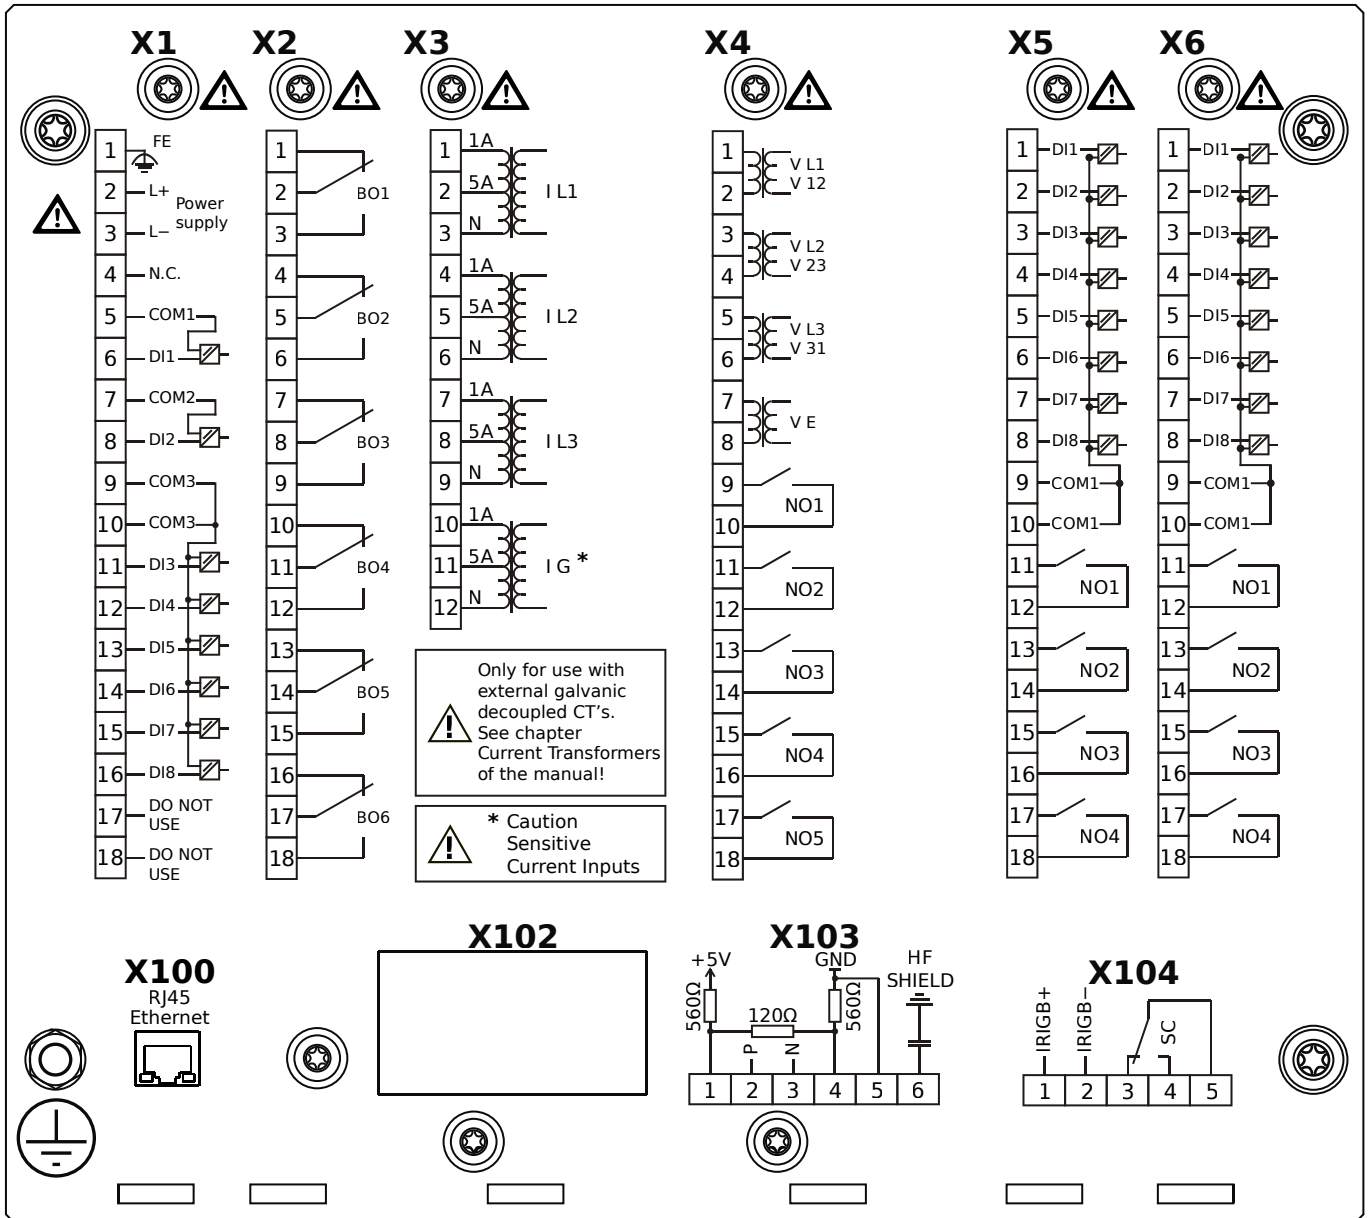 X1
X2
X3
X4
X5
X6
1
FE
2
L+
Power
supply
3
L−
4
N.C.
5
COM1
6
DI1
7
COM2
8
DI2
9
COM3
10
COM3
11
DI3
12
DI4
13
DI5
14
DI6
15
DI7
16
DI8
17
DO NOT
USE
18
DO NOT
USE
1
2
BO1
3
4
5
BO2
6
7
8
BO3
9
10
11
BO4
12
13
14
BO5
15
16
17
BO6
18
1
1A
2
5A
I L1
3
N
4
1A
5
5A
I L2
6
N
7
1A
8
5A
I L3
9
N
10
1A
11
5A
I G *
12
N
Only for use with
external galvanic
decoupled CT's.
See chapter
Current Transformers
of the manual!
* Caution
Sensitive
Current Inputs
1
V L1
V 12
2
3
V L2
V 23
4
5
V L3
V 31
6
7
V E
8
9
NO1
10
11
NO2
12
13
NO3
14
15
NO4
16
17
NO5
18
1
DI1
2
DI2
3
DI3
4
DI4
5
DI5
6
DI6
7
DI7
8
DI8
9
COM1
10
COM1
11
NO1
12
13
NO2
14
15
NO3
16
17
NO4
18
1
DI1
2
DI2
3
DI3
4
DI4
5
DI5
6
DI6
7
DI7
8
DI8
9
COM1
10
COM1
11
NO1
12
13
NO2
14
15
NO3
16
17
NO4
18
X100
RJ45
Ethernet
X102
X103
+5V
GND
HF
SHIELD
560Ω
120Ω
560Ω
P
N
1 2 3 4 5 6
X104
IRIGB+
IRIGB−
SC
1 2 3 4 5